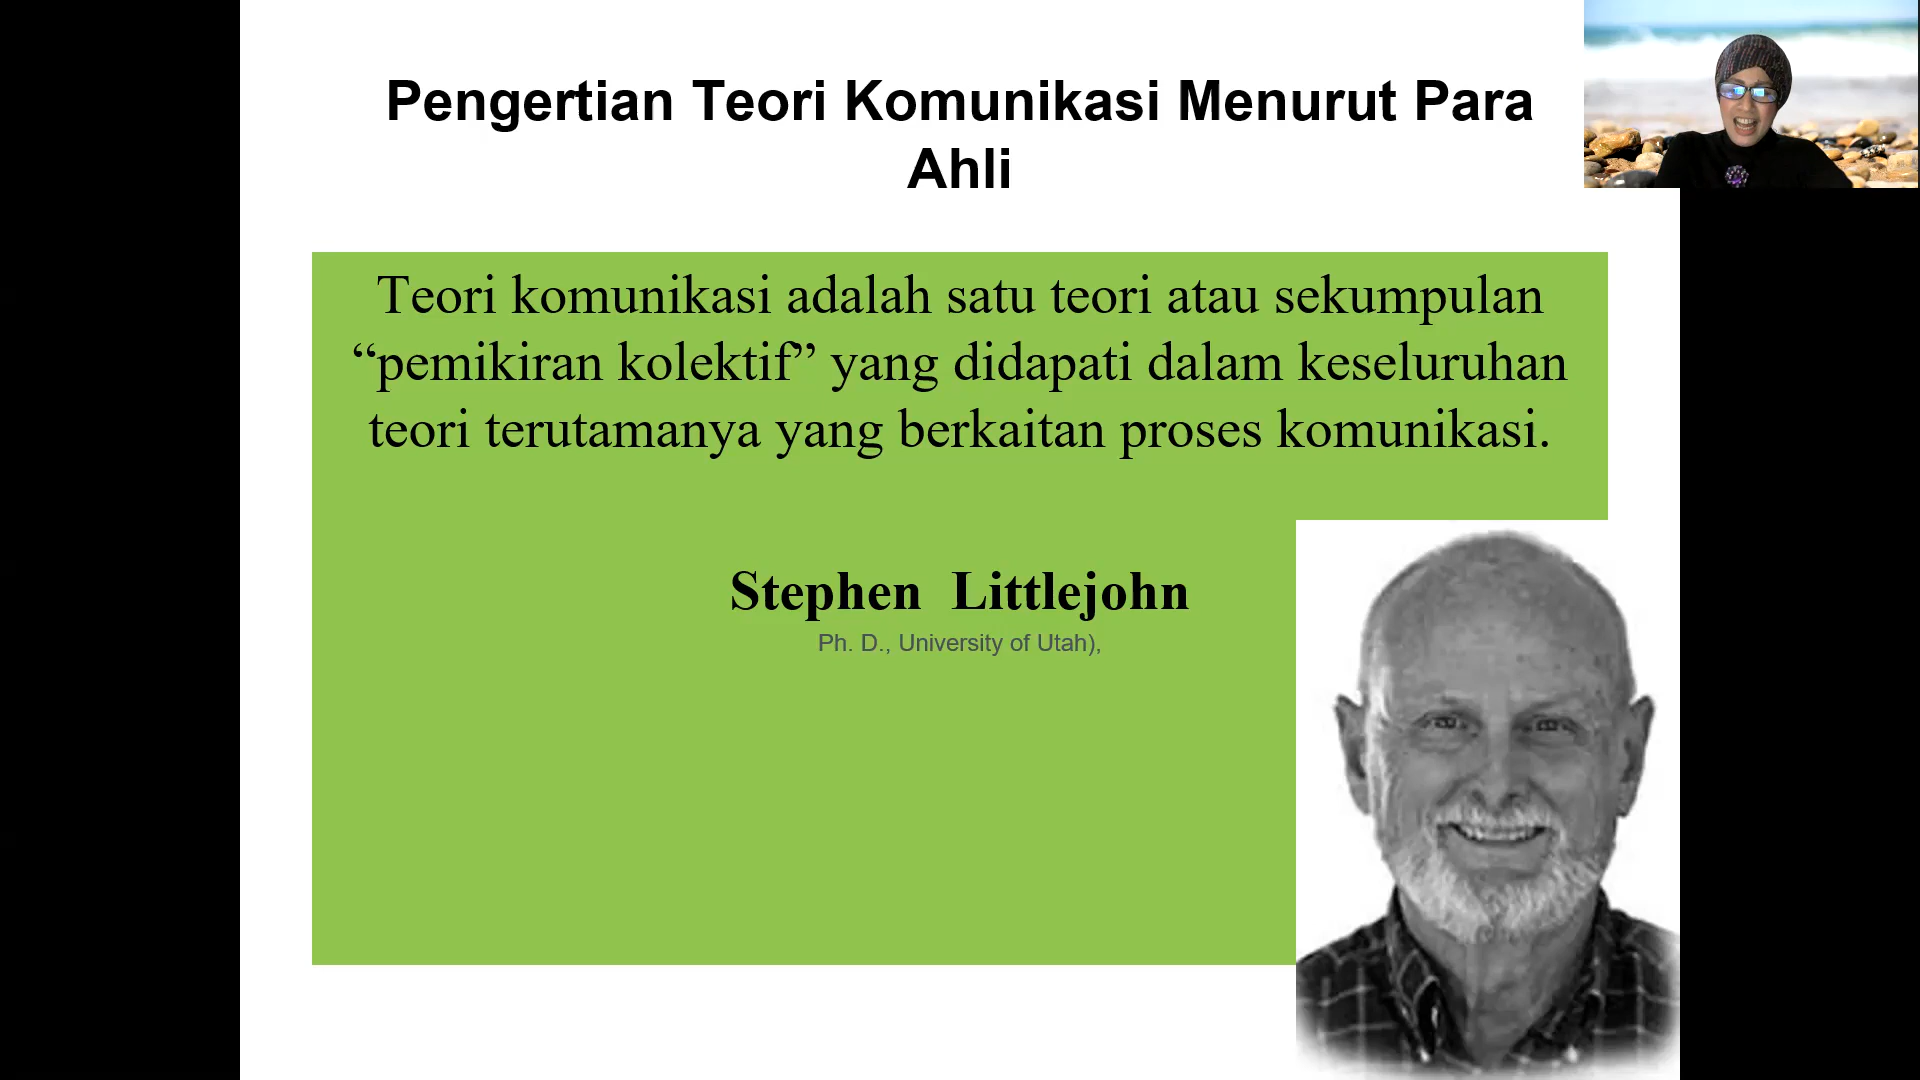 Pengertian Teori Komunikasi Menurut Para
Ahli
Teori komunikasi adalah satu teori atau sekumpulan
“pemikiran kolektif” yang didapati dalam keseluruhan
teori terutamanya yang berkaitan proses komunikasi.
Stephen  Littlejohn
Ph. D., University of Utah),